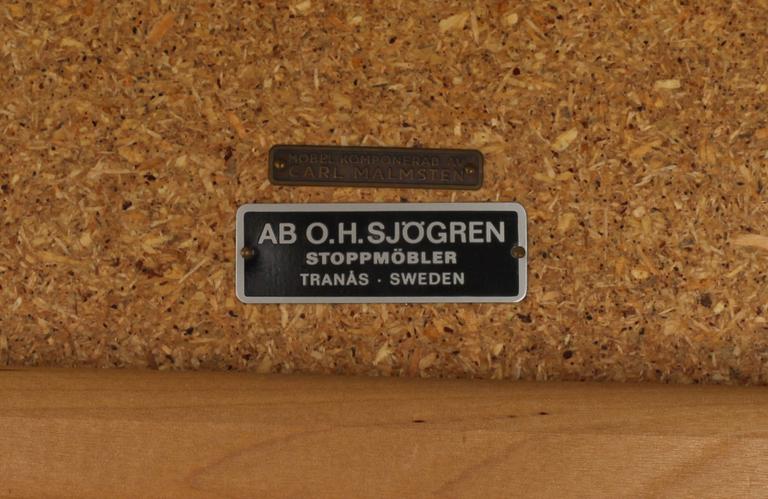 MÖBEL KOMPONERAD AV
CARL MALMSTEN
AB O.H. SJÖGREN
STOPPMÖBLER
TRANÅS · SWEDEN